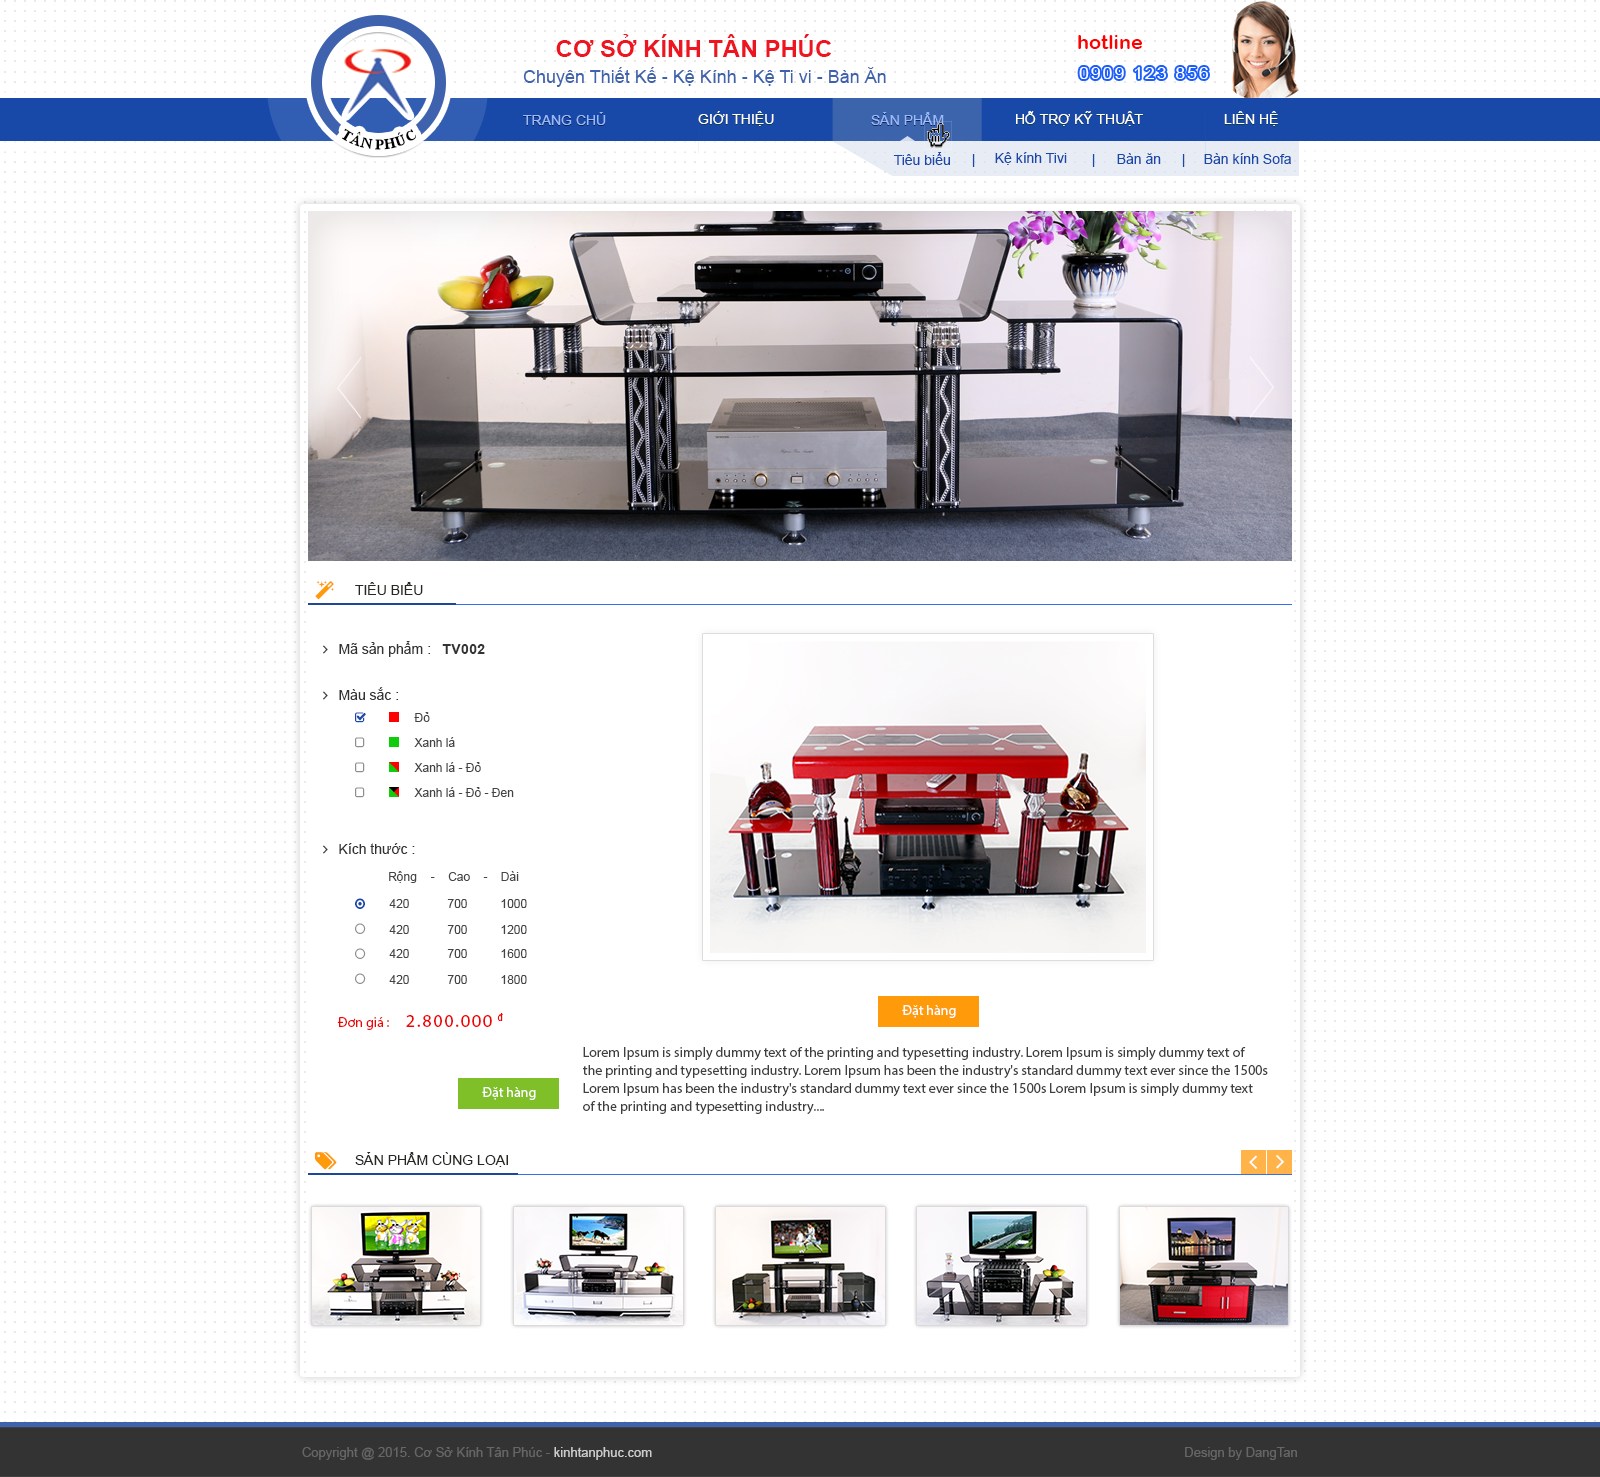 CƠ SỞ KÍNH TÂN PHÚC
Chuyên Thiết Kế - Kệ Kính - Kệ Ti vi - Bàn Ăn
hotline
0909 123 856
TÂN PHÚC
TRANG CHỦ
GIỚI THIỆU
SẢN PHẨM
HỖ TRỢ KỸ THUẬT
LIÊN HỆ
Tiêu biểu | Kệ kính Tivi | Bàn ăn | Bàn kính Sofa
TIÊU BIỂU
Mã sản phẩm : TV002
Màu sắc :
Đỏ
Xanh lá
Xanh lá - Đỏ
Xanh lá - Đỏ - Đen
Kích thước :
Rộng - Cao - Dài
420 700 1000
420 700 1200
420 700 1600
420 700 1800
Đơn giá : 2.800.000 đ
Đặt hàng
Đặt hàng
Lorem Ipsum is simply dummy text of the printing and typesetting industry. Lorem Ipsum is simply dummy text of
the printing and typesetting industry. Lorem Ipsum has been the industry's standard dummy text ever since the 1500s
Lorem Ipsum has been the industry's standard dummy text ever since the 1500s Lorem Ipsum is simply dummy text
of the printing and typesetting industry....
SẢN PHẨM CÙNG LOẠI
Copyright @ 2015. Cơ Sở Kính Tân Phúc - kinhtanphuc.com
Design by DangTan